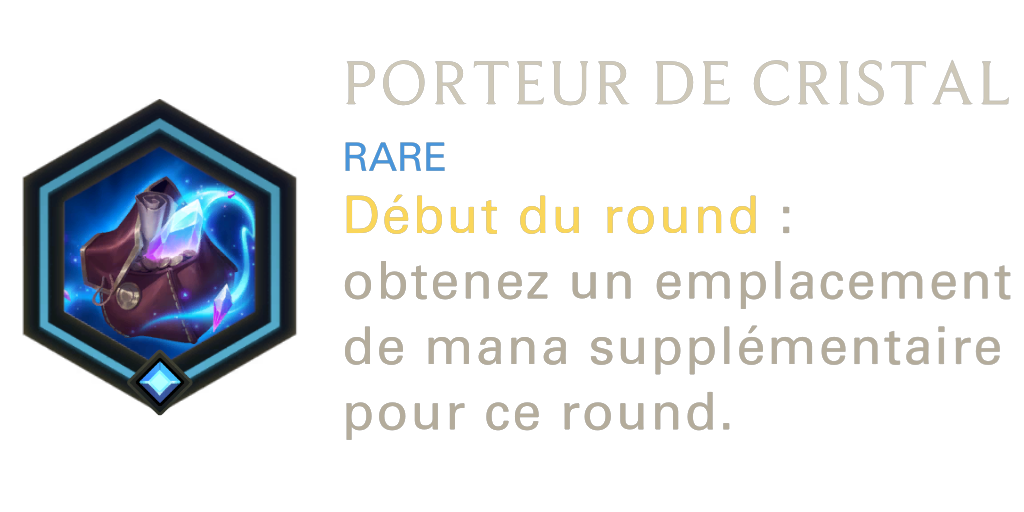 PORTEUR DE CRISTAL
RARE
Début du round :
obtenez un emplacement
de mana supplémentaire
pour ce round.